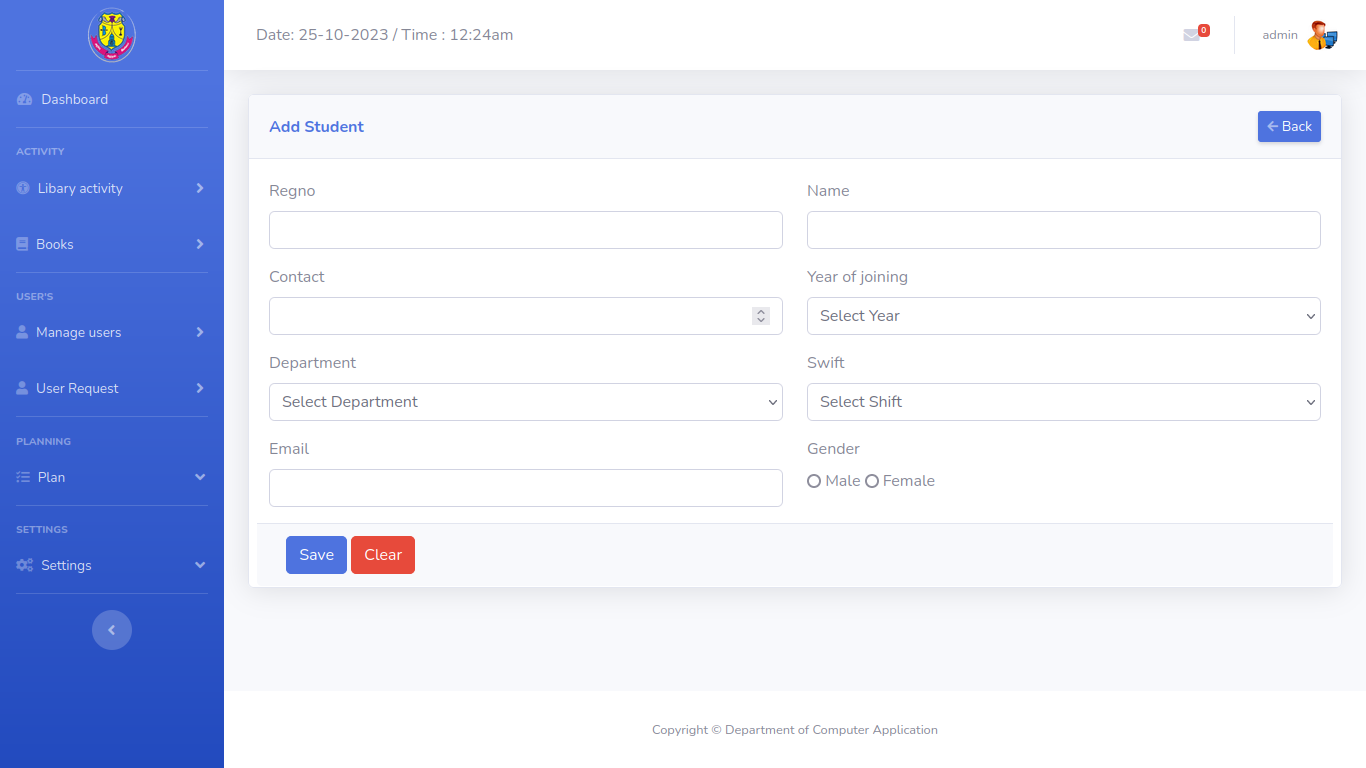 Date: 25-10-2023 / Time : 12:24am
0
admin
Dashboard
ACTIVITY
Libary activity
Books
USER'S
Manage users
User Request
PLANNING
Plan
SETTINGS
Settings
Add Student
Back
Regno
Name
Contact
Year of joining
Select Year
Department
Swift
Select Department
Select Shift
Email
Gender
Male Female
Save Clear
Copyright © Department of Computer Application